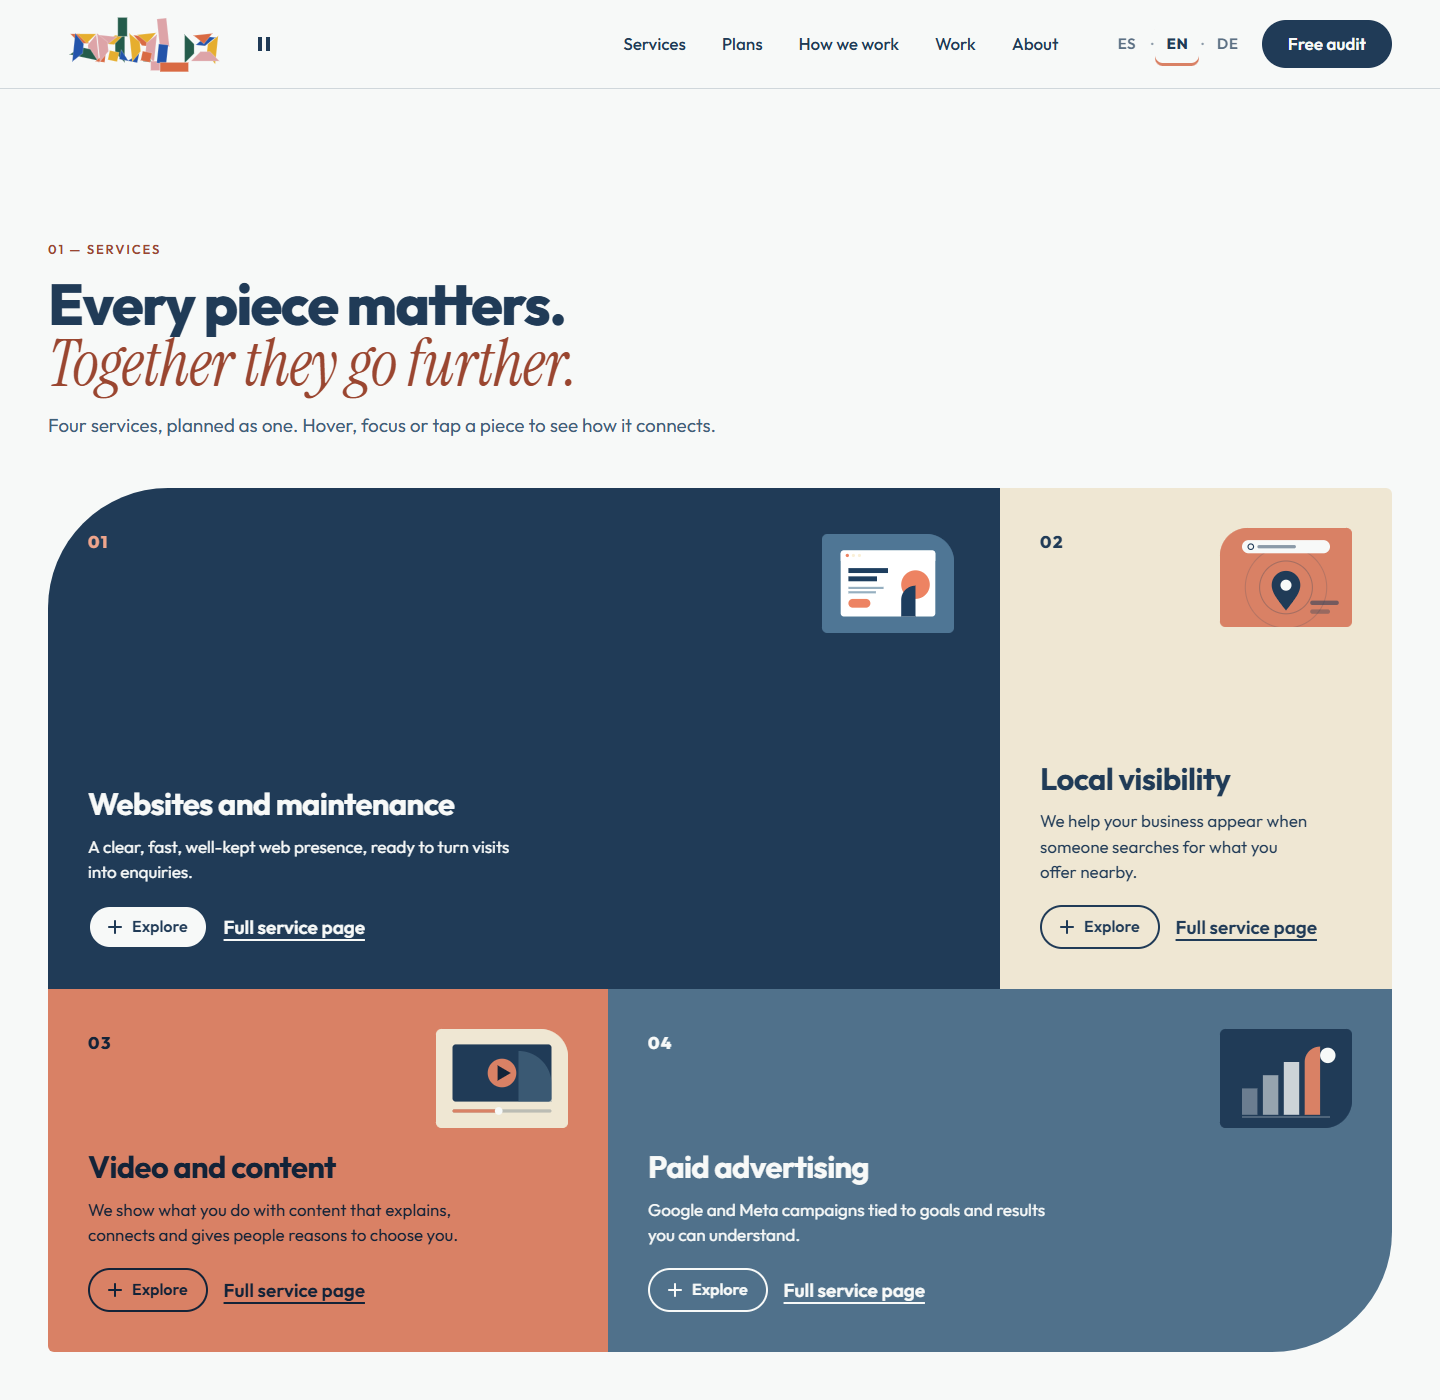 Services
Plans
How we work
Work
About
ES · EN · DE
Free audit
01 — SERVICES
Every piece matters.
Together they go further.
Four services, planned as one. Hover, focus or tap a piece to see how it connects.
01
Websites and maintenance
A clear, fast, well-kept web presence, ready to turn visits
into enquiries.
+ Explore
Full service page
02
Local visibility
We help your business appear when
someone searches for what you
offer nearby.
+ Explore
Full service page
03
Video and content
We show what you do with content that explains,
connects and gives people reasons to choose you.
+ Explore
Full service page
04
Paid advertising
Google and Meta campaigns tied to goals and results
you can understand.
+ Explore
Full service page